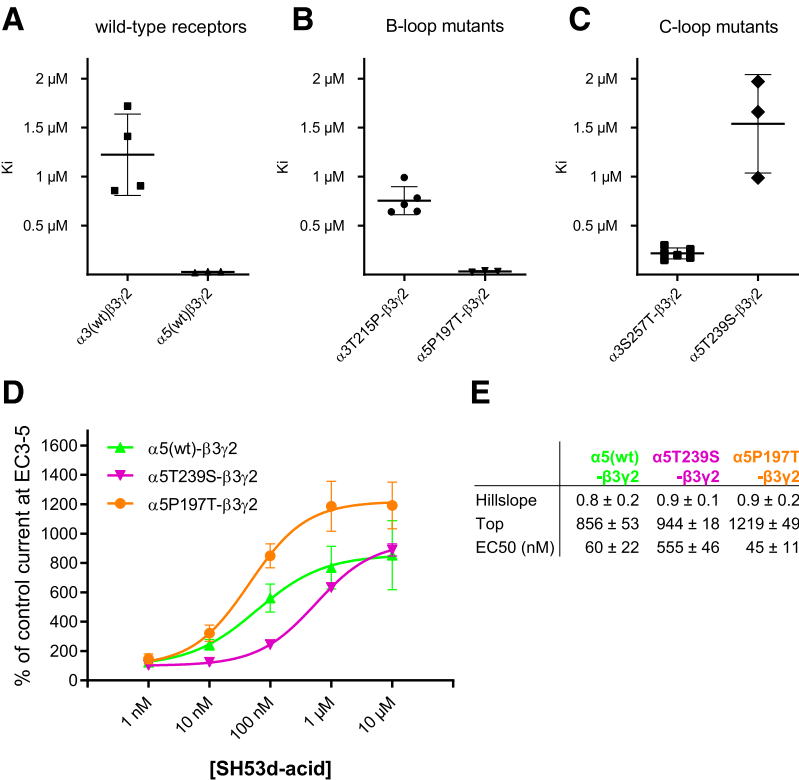 A
wild-type receptors
2 µM
1.5 µM
1 µM
0.5 µM
Ki
α3(wt)β3γ2
α5(wt)β3γ2
B
B-loop mutants
2 µM
1.5 µM
1 µM
0.5 µM
Ki
α3T215P-β3γ2
α5P197T-β3γ2
C
C-loop mutants
2 µM
1.5 µM
1 µM
0.5 µM
Ki
α3S257T-β3γ2
α5T239S-β3γ2
D
% of control current at EC3-5
1600
1400
1200
1000
800
600
400
200
0
α5(wt)-β3γ2
α5T239S-β3γ2
α5P197T-β3γ2
1 nM
10 nM
100 nM
1 µM
10 µM
[SH53d-acid]
E
α5(wt) α5T239S α5P197T
-β3γ2 -β3γ2 -β3γ2
Hillslope 0.8 ± 0.2 0.9 ± 0.1 0.9 ± 0.2
Top 856 ± 53 944 ± 18 1219 ± 49
EC50 (nM) 60 ± 22 555 ± 46 45 ± 11